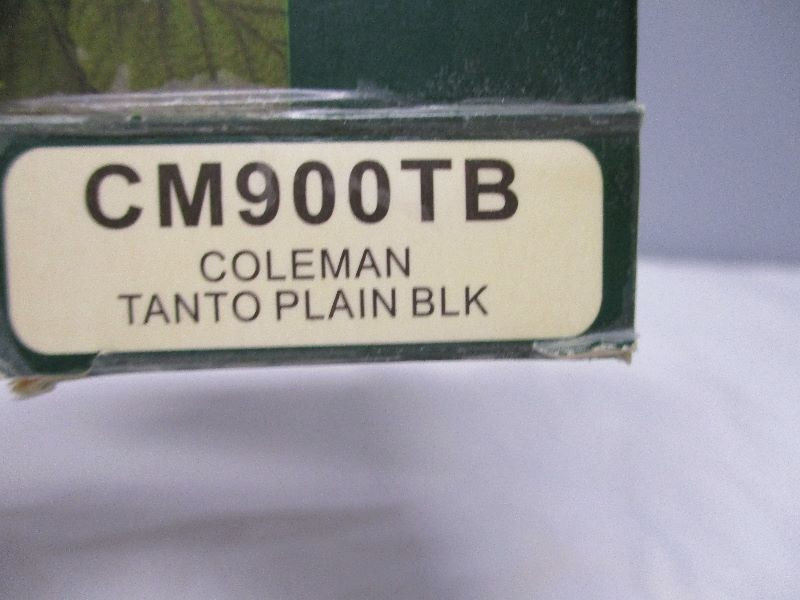 CM900TB
COLEMAN
TANTO PLAIN BLK